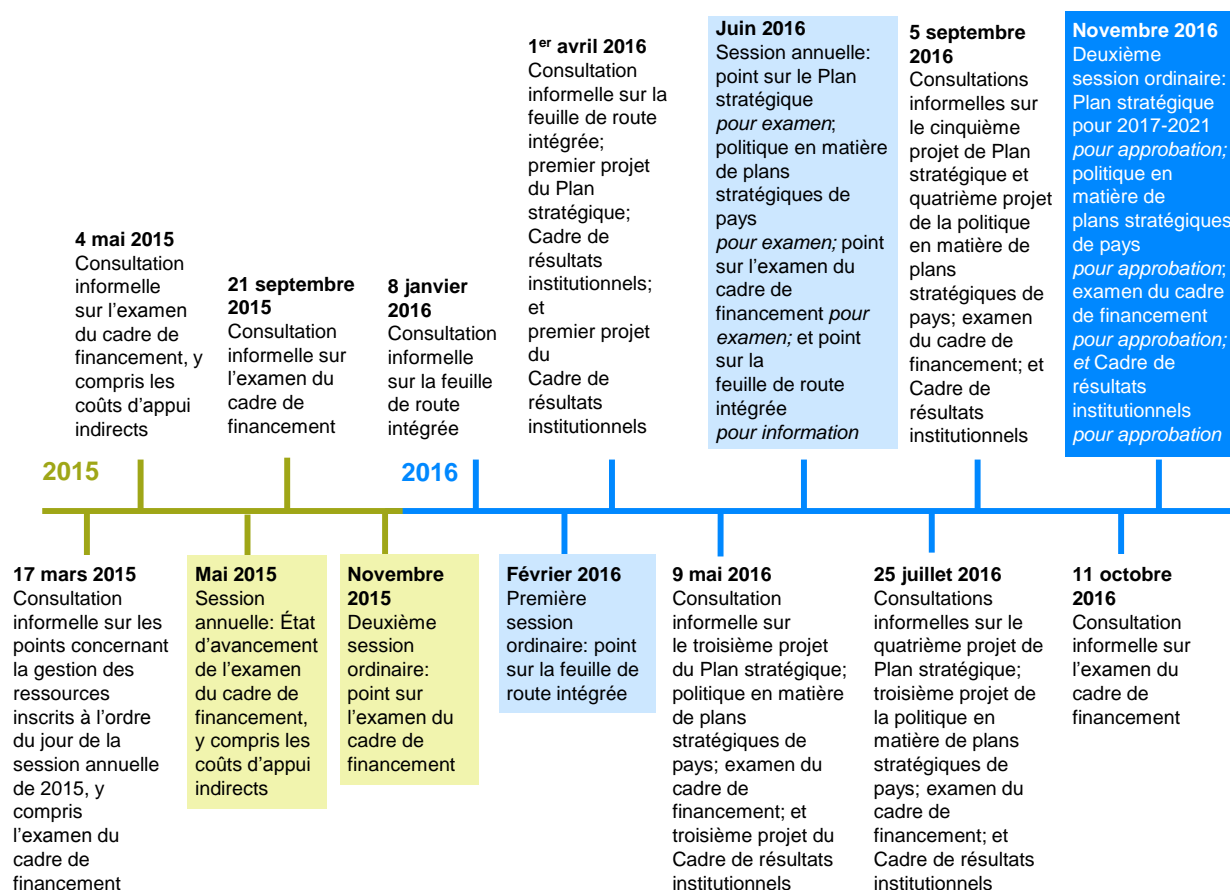 4 mai 2015
Consultation
informelle
sur l’examen
du cadre de
financement, y
compris les
coûts d’appui
indirects
21 septembre
2015
Consultation
informelle sur
l’examen du
cadre de
financement
8 janvier
2016
Consultation
informelle
sur la feuille
de route
intégrée
1er avril 2016
Consultation
informelle sur la
feuille de route
intégrée;
premier projet
du Plan
stratégique;
Cadre de
résultats
institutionnels;
et
premier projet
du
Cadre de
résultats
institutionnels
Juin 2016
Session annuelle:
point sur le Plan
stratégique
pour examen;
politique en matière
de plans
stratégiques de
pays
pour examen; point
sur l’examen du
cadre de
financement pour
examen; et point
sur la
feuille de route
intégrée
pour information
5 septembre
2016
Consultations
informelles sur
le cinquième
projet de Plan
stratégique et
quatrième projet
de la politique
en matière de
plans
stratégiques de
pays; examen
du cadre de
financement; et
Cadre de
résultats
institutionnels
Novembre 2016
Deuxième
session ordinaire:
Plan stratégique
pour 2017-2021
pour approbation;
politique en
matière de
plans stratégiques
de pays
pour approbation;
examen du cadre
de financement
pour approbation;
et Cadre de
résultats
institutionnels
pour approbation
2015
2016
17 mars 2015
Consultation
informelle sur les
points concernant
la gestion des
ressources
inscrits à l’ordre
du jour de la
session annuelle
de 2015, y
compris
l’examen du
cadre de
financement
Mai 2015
Session
annuelle: État
d’avancement
de l’examen
du cadre de
financement,
y compris les
coûts d’appui
indirects
Novembre
2015
Deuxième
session
ordinaire:
point sur
l’examen du
cadre de
financement
Février 2016
Première
session
ordinaire: point
sur la feuille de
route intégrée
9 mai 2016
Consultation
informelle sur
le troisième projet
du Plan stratégique;
politique en matière
de plans
stratégiques de
pays; examen du
cadre de
financement; et
troisième projet du
Cadre de résultats
institutionnels
25 juillet 2016
Consultations
informelles sur le
quatrième projet de
Plan stratégique;
troisième projet de
la politique en
matière de plans
stratégiques de
pays; examen du
cadre de
financement; et
Cadre de résultats
institutionnels
11 octobre
2016
Consultation
informelle sur
l’examen du
cadre de
financement